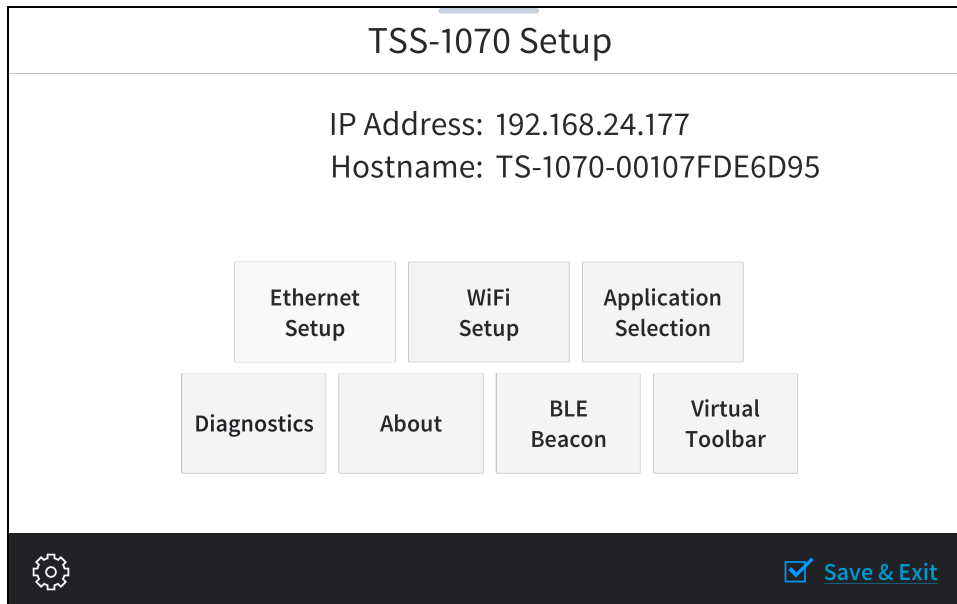 TSS-1070 Setup
IP Address: 192.168.24.177
Hostname: TS-1070-00107FDE6D95
Ethernet
Setup
WiFi
Setup
Application
Selection
Diagnostics
About
BLE
Beacon
Virtual
Toolbar
Save & Exit